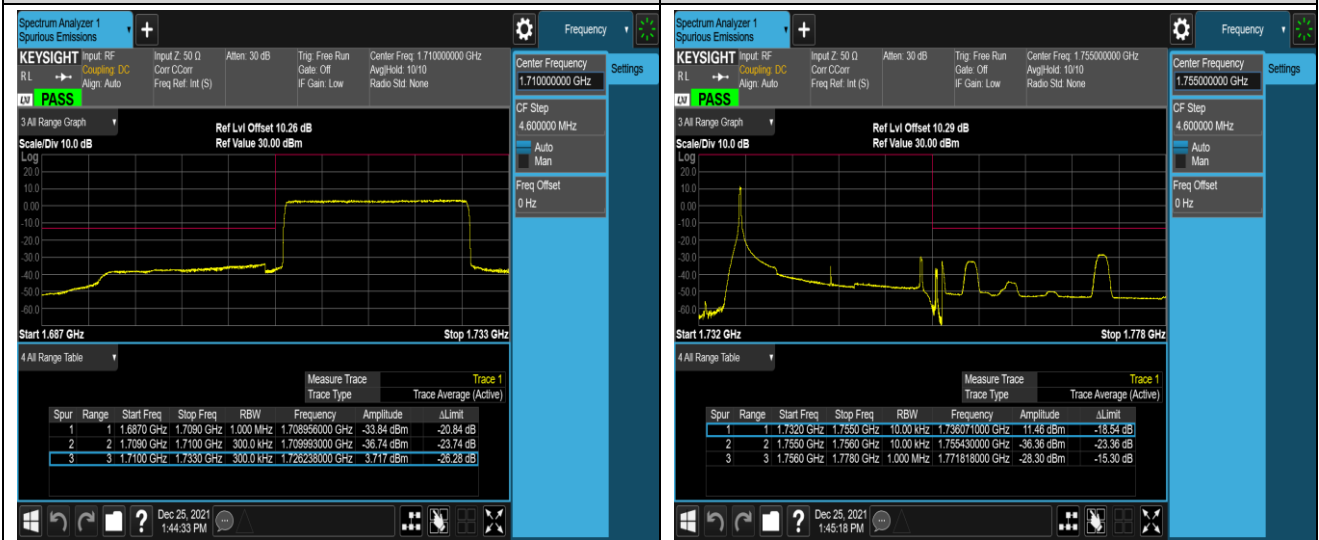 Spectrum Analyzer 1
Spurious Emissions
+
Frequency
KEYSIGHT
RL
Input: RF
Coupling: DC
Align: Auto
Input Z: 50 Ω
Corr CCorr
Freq Ref: Int (S)
Atten: 30 dB
Trig: Free Run
Gate: Off
IF Gain: Low
Center Freq: 1.710000000 GHz
Avg|Hold: 10/10
Radio Std: None
LXI PASS
Center Frequency
1.710000000 GHz
Settings
CF Step
4.600000 MHz
Auto
Man
Freq Offset
0 Hz
3 All Range Graph
Ref Lvl Offset 10.26 dB
Scale/Div 10.0 dB
Ref Value 30.00 dBm
Log
20.0
10.0
0.00
-10.0
-20.0
-30.0
-40.0
-50.0
-60.0
Start 1.687 GHz
Stop 1.733 GHz
4 All Range Table
Measure Trace Trace 1
Trace Type Trace Average (Active)
Spur Range Start Freq Stop Freq RBW Frequency Amplitude ΔLimit
1 1 1.6870 GHz 1.7090 GHz 1.000 MHz 1.708956000 GHz -33.84 dBm -20.84 dB
2 2 1.7090 GHz 1.7100 GHz 300.0 kHz 1.709993000 GHz -36.74 dBm -23.74 dB
3 3 1.7100 GHz 1.7330 GHz 300.0 kHz 1.726238000 GHz 3.717 dBm -26.28 dB
?
Dec 25, 2021
1:44:33 PM
Spectrum Analyzer 1
Spurious Emissions
+
Frequency
KEYSIGHT
RL
Input: RF
Coupling: DC
Align: Auto
Input Z: 50 Ω
Corr CCorr
Freq Ref: Int (S)
Atten: 30 dB
Trig: Free Run
Gate: Off
IF Gain: Low
Center Freq: 1.755000000 GHz
Avg|Hold: 10/10
Radio Std: None
LXI PASS
Center Frequency
1.755000000 GHz
Settings
CF Step
4.600000 MHz
Auto
Man
Freq Offset
0 Hz
3 All Range Graph
Ref Lvl Offset 10.29 dB
Scale/Div 10.0 dB
Ref Value 30.00 dBm
Log
20.0
10.0
0.00
-10.0
-20.0
-30.0
-40.0
-50.0
-60.0
Start 1.732 GHz
Stop 1.778 GHz
4 All Range Table
Measure Trace Trace 1
Trace Type Trace Average (Active)
Spur Range Start Freq Stop Freq RBW Frequency Amplitude ΔLimit
1 1 1.7320 GHz 1.7550 GHz 10.00 kHz 1.736071000 GHz 11.46 dBm -18.54 dB
2 2 1.7550 GHz 1.7560 GHz 10.00 kHz 1.755430000 GHz -36.36 dBm -23.36 dB
3 3 1.7560 GHz 1.7780 GHz 1.000 MHz 1.771818000 GHz -28.30 dBm -15.30 dB
?
Dec 25, 2021
1:45:18 PM